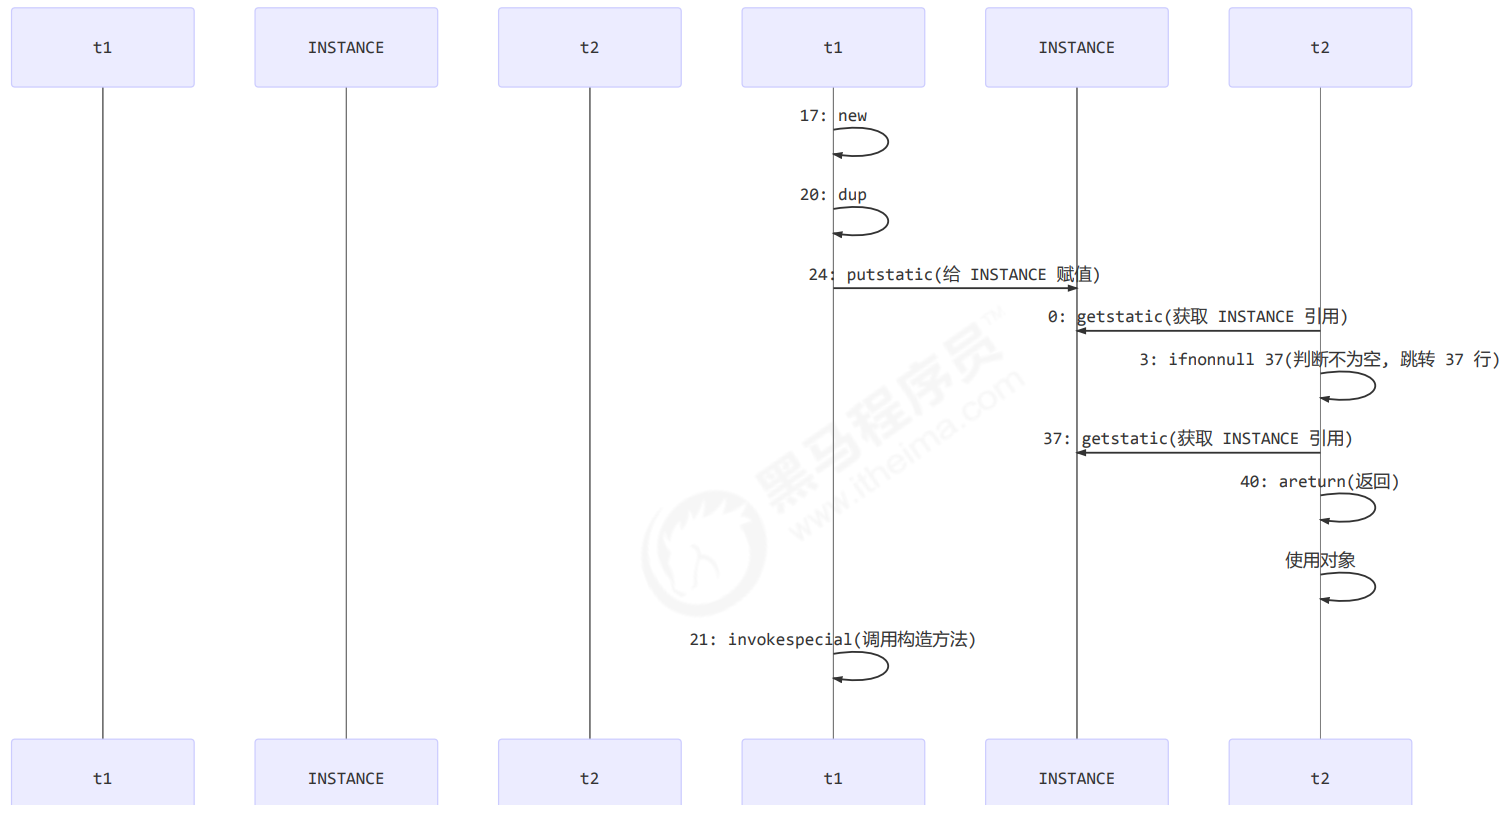 t1 INSTANCE t2 t1 INSTANCE t2
17: new
20: dup
24: putstatic(给 INSTANCE 赋值)
0: getstatic(获取 INSTANCE 引用)
3: ifnonnull 37(判断不为空, 跳转 37 行)
37: getstatic(获取 INSTANCE 引用)
40: areturn(返回)
使用对象
21: invokespecial(调用构造方法)
t1 INSTANCE t2 t1 INSTANCE t2
黑马程序员™
www.itheima.com